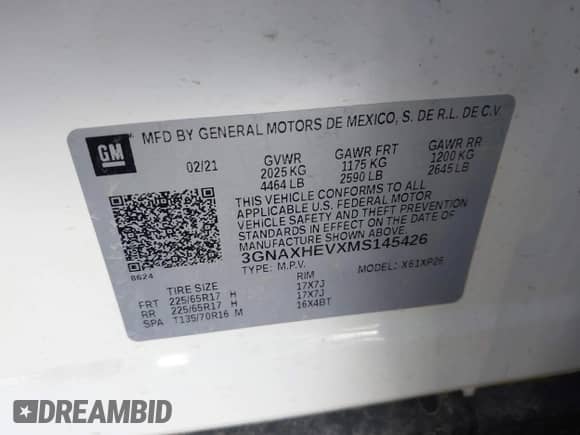 GM
MFD BY GENERAL MOTORS DE MEXICO, S. DE R.L. DE C.V.
02/21 GVWR GAWR FRT GAWR RR
2025 KG 1175 KG 1200 KG
4464 LB 2590 LB 2645 LB
THIS VEHICLE CONFORMS TO ALL
APPLICABLE U.S. FEDERAL MOTOR
VEHICLE SAFETY AND THEFT PREVENTION
STANDARDS IN EFFECT ON THE DATE OF
MANUFACTURE SHOWN ABOVE.
3GNAXHEVXMS145426
TYPE: M.P.V. MODEL: X61XP26
8624
TIRE SIZE RIM
FRT 225/65R17 H 17X7J
RR 225/65R17 H 17X7J
SPA T135/70R16 M 16X4BT
DREAMBID